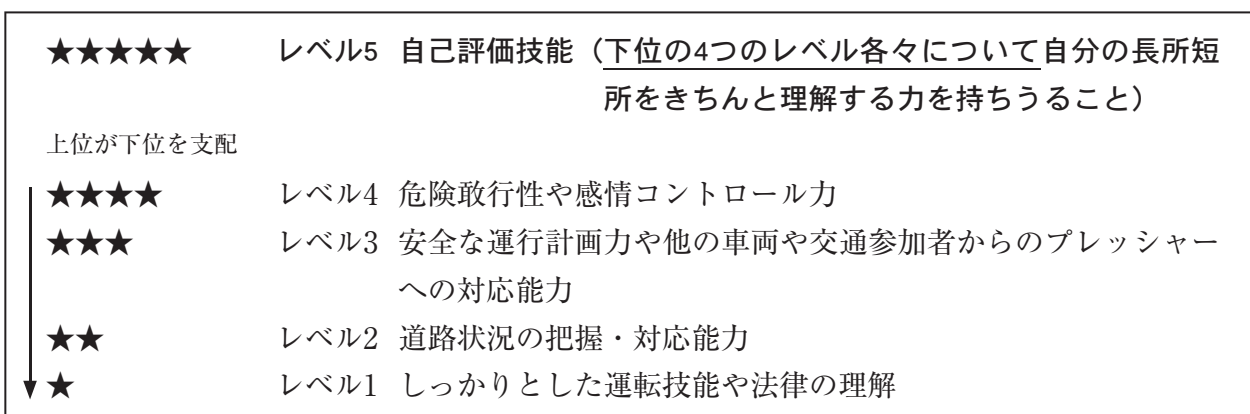 ★★★★★ レベル5 自己評価技能（下位の4つのレベル各々について自分の長所短
所をきちんと理解する力を持ちうること）
上位が下位を支配
★★★★ レベル4 危険敢行性や感情コントロール力
★★★ レベル3 安全な運行計画力や他の車両や交通参加者からのプレッシャー
への対応能力
★★ レベル2 道路状況の把握・対応能力
★ レベル1 しっかりとした運転技能や法律の理解